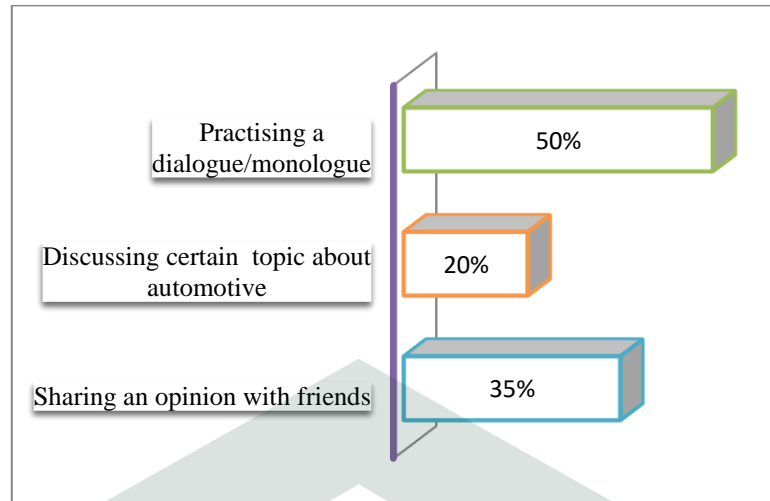 Practising a
dialogue/monologue
50%
Discussing certain topic about
automotive
20%
Sharing an opinion with friends
35%